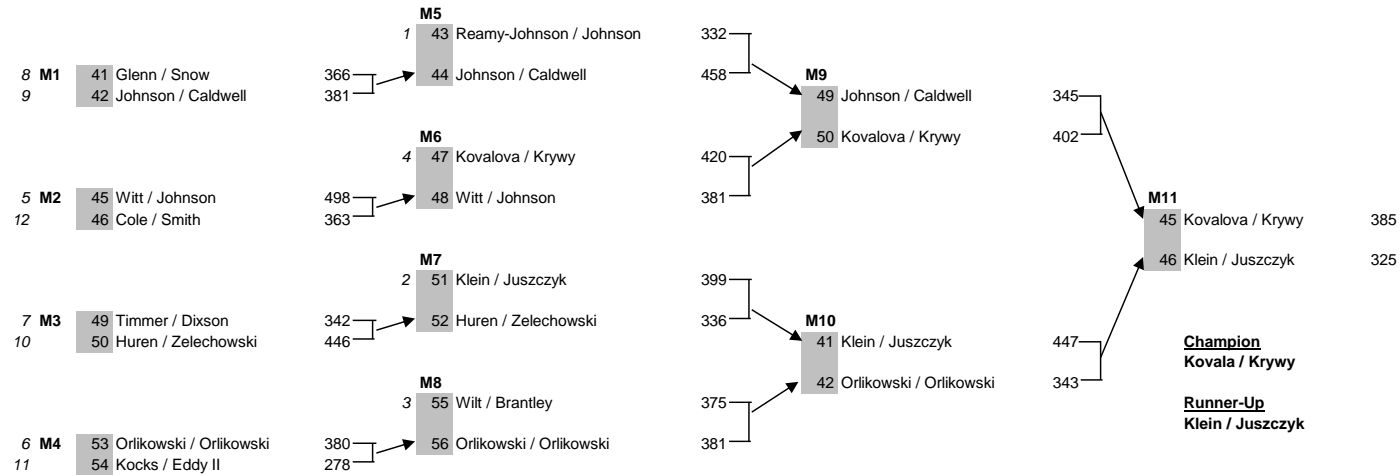 M5
1 43 Reamy-Johnson / Johnson 332
8 M1 41 Glenn / Snow 366 44 Johnson / Caldwell 458 M9
9 42 Johnson / Caldwell 381 49 Johnson / Caldwell 345
M6 50 Kovalova / Krywy 402
4 47 Kovalova / Krywy 420
5 M2 45 Witt / Johnson 498 48 Witt / Johnson 381 M11
12 46 Cole / Smith 363 45 Kovalova / Krywy 385
M7 46 Klein / Juszczyk 325
2 51 Klein / Juszczyk 399
7 M3 49 Timmer / Dixson 342 52 Huren / Zelechowski 336 M10
10 50 Huren / Zelechowski 446 41 Klein / Juszczyk 447 Champion
Kovala / Krywy
M8 42 Orlikowski / Orlikowski 343
3 55 Wilt / Brantley 375 Runner-Up
Klein / Juszczyk
6 M4 53 Orlikowski / Orlikowski 380 56 Orlikowski / Orlikowski 381
11 54 Kocks / Eddy II 278